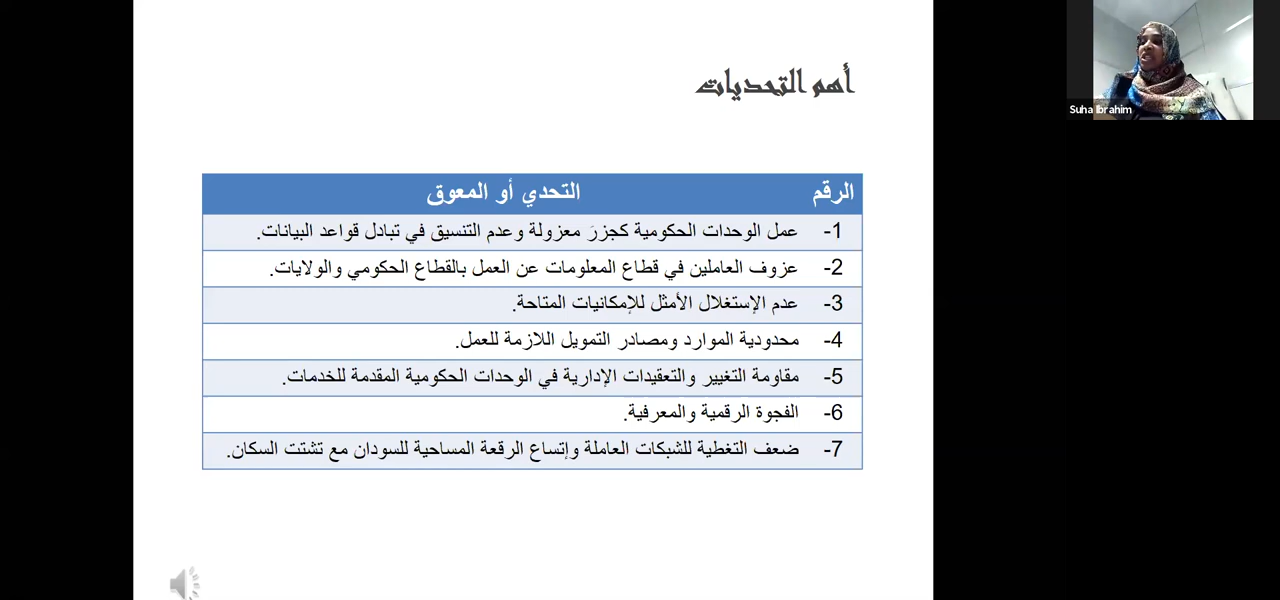 أهم التحديات
الرقم التحدي أو المعوق
1- عمل الوحدات الحكومية كجزرَ معزولة وعدم التنسيق في تبادل قواعد البيانات.
2- عزوف العاملين في قطاع المعلومات عن العمل بالقطاع الحكومي والولايات.
3- عدم الإستغلال الأمثل للإمكانيات المتاحة.
4- محدودية الموارد ومصادر التمويل اللازمة للعمل.
5- مقاومة التغيير والتعقيدات الإدارية في الوحدات الحكومية المقدمة للخدمات.
6- الفجوة الرقمية والمعرفية.
7- ضعف التغطية للشبكات العاملة وإتساع الرقعة المساحية للسودان مع تشتت السكان.
Suha Ibrahim